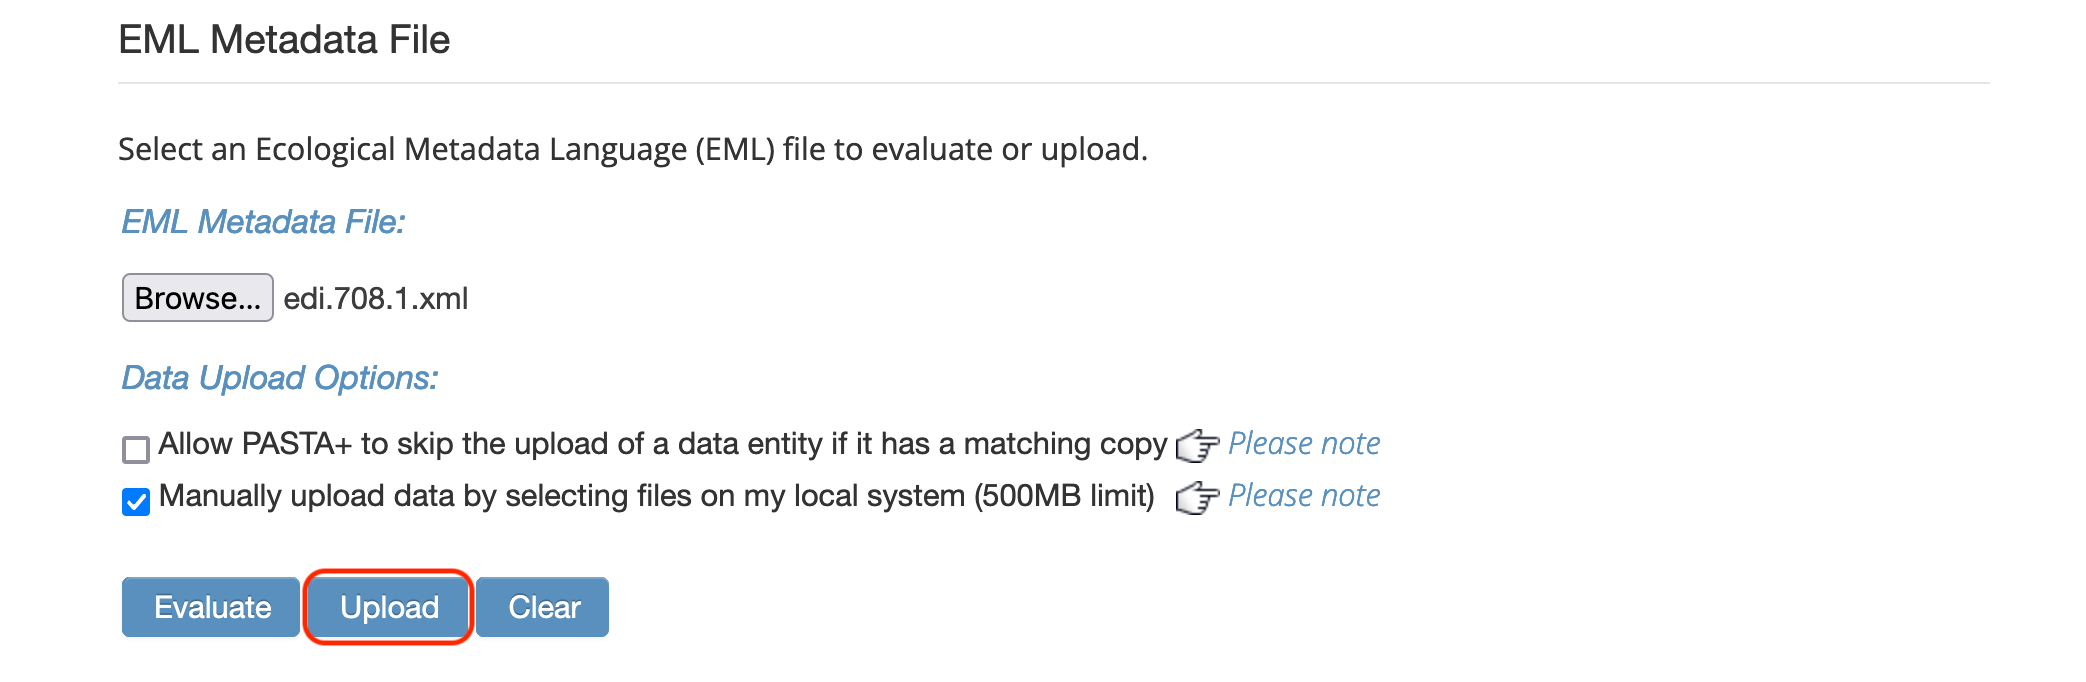 EML Metadata File
Select an Ecological Metadata Language (EML) file to evaluate or upload.
EML Metadata File:
Browse... edi.708.1.xml
Data Upload Options:
Allow PASTA+ to skip the upload of a data entity if it has a matching copy Please note
Manually upload data by selecting files on my local system (500MB limit) Please note
Evaluate Upload Clear